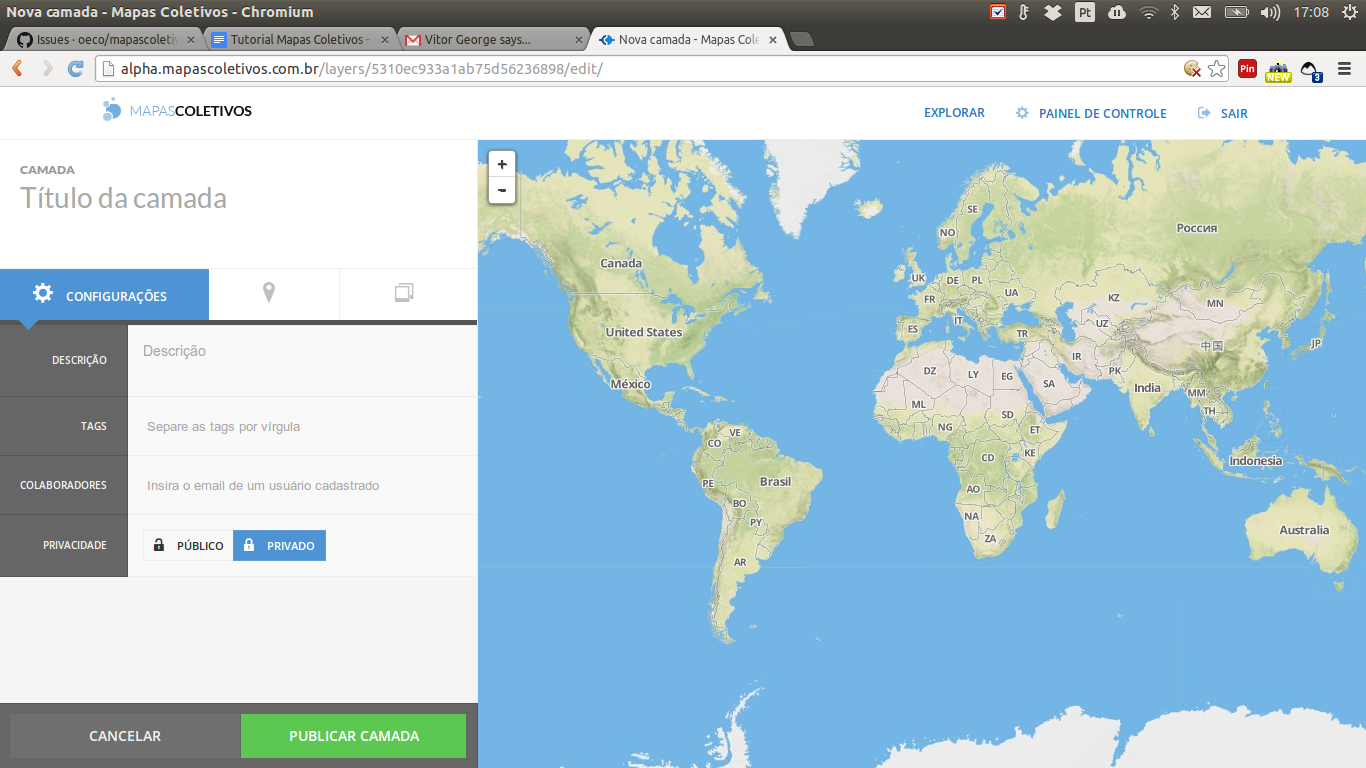 Nova camada - Mapas Coletivos - Chromium
Pt
17:08
Issues · oeco/mapascoletiv
Tutorial Mapas Coletivos -
Vitor George says...
Nova camada - Mapas Cole
alpha.mapascoletivos.com.br/layers/5310ec933a1ab75d56236898/edit/
Pin
NEW
3
MAPASCOLETIVOS
EXPLORAR
PAINEL DE CONTROLE
SAIR
CAMADA
Título da camada
CONFIGURAÇÕES
DESCRIÇÃO
Descrição
TAGS
Separe as tags por vírgula
COLABORADORES
Insira o email de um usuário cadastrado
PRIVACIDADE
PÚBLICO
PRIVADO
CANCELAR
PUBLICAR CAMADA
+
-
SE
NO
Россия
Canada
UK
DE
PL
FR
UA
KZ
MN
IT
UZ
ES
TR
United States
中国
JP
IR
PK
México
DZ
LY
EG
SA
India
MM
ML
SD
TH
NG
ET
VE
CO
CD
KE
Indonesia
PE
Brasil
AO
BO
NA
PY
ZA
Australia
AR